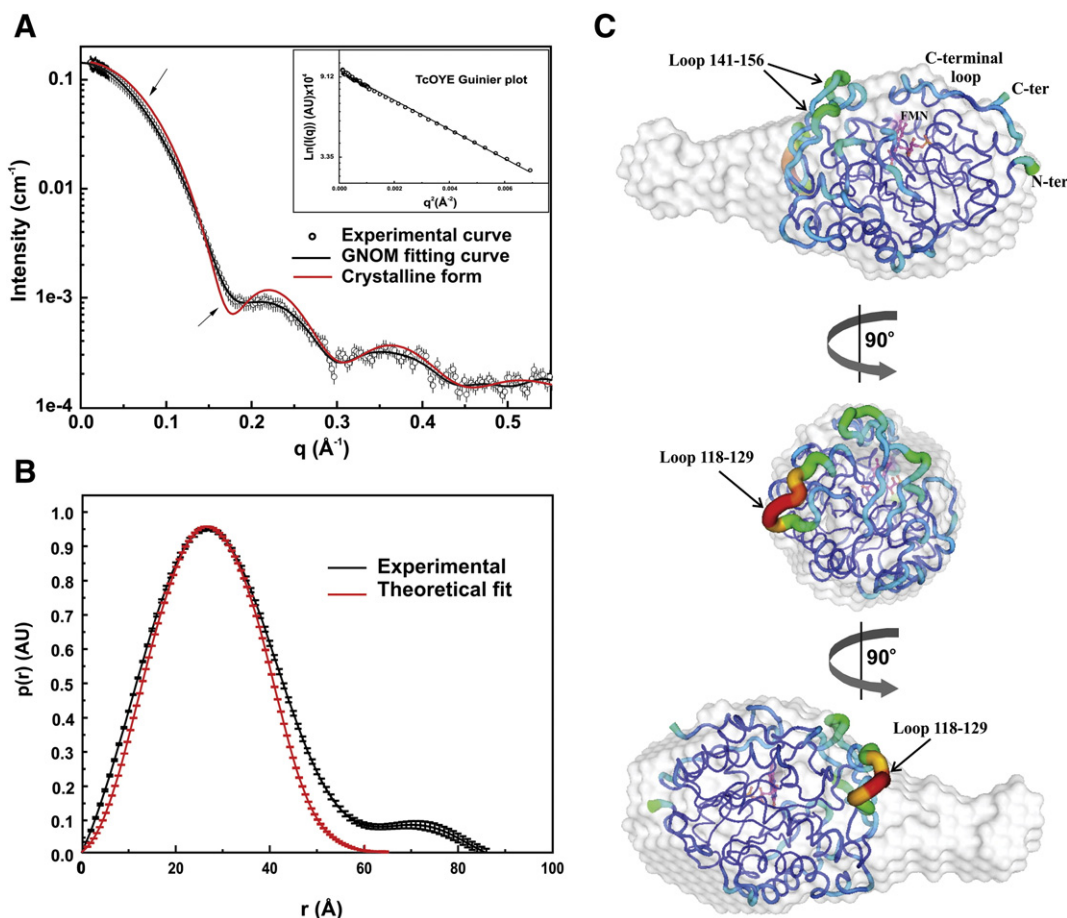 A
Intensity (cm⁻¹)
0.1
0.01
1e-3
1e-4
0.0 0.1 0.2 0.3 0.4 0.5
q (Å⁻¹)
TcOYE Guinier plot
Ln(I(q)) (AU)x10⁴
9.12
3.35
0.000 0.002 0.004 0.006
q²(Å⁻²)
Experimental curve
GNOM fitting curve
Crystalline form
B
p(r) (AU)
1.0
0.9
0.8
0.7
0.6
0.5
0.4
0.3
0.2
0.1
0.0
0 20 40 60 80 100
r (Å)
Experimental
Theoretical fit
C
Loop 141-156
C-terminal
loop
C-ter
FMN
N-ter
90°
Loop 118-129
90°
Loop 118-129